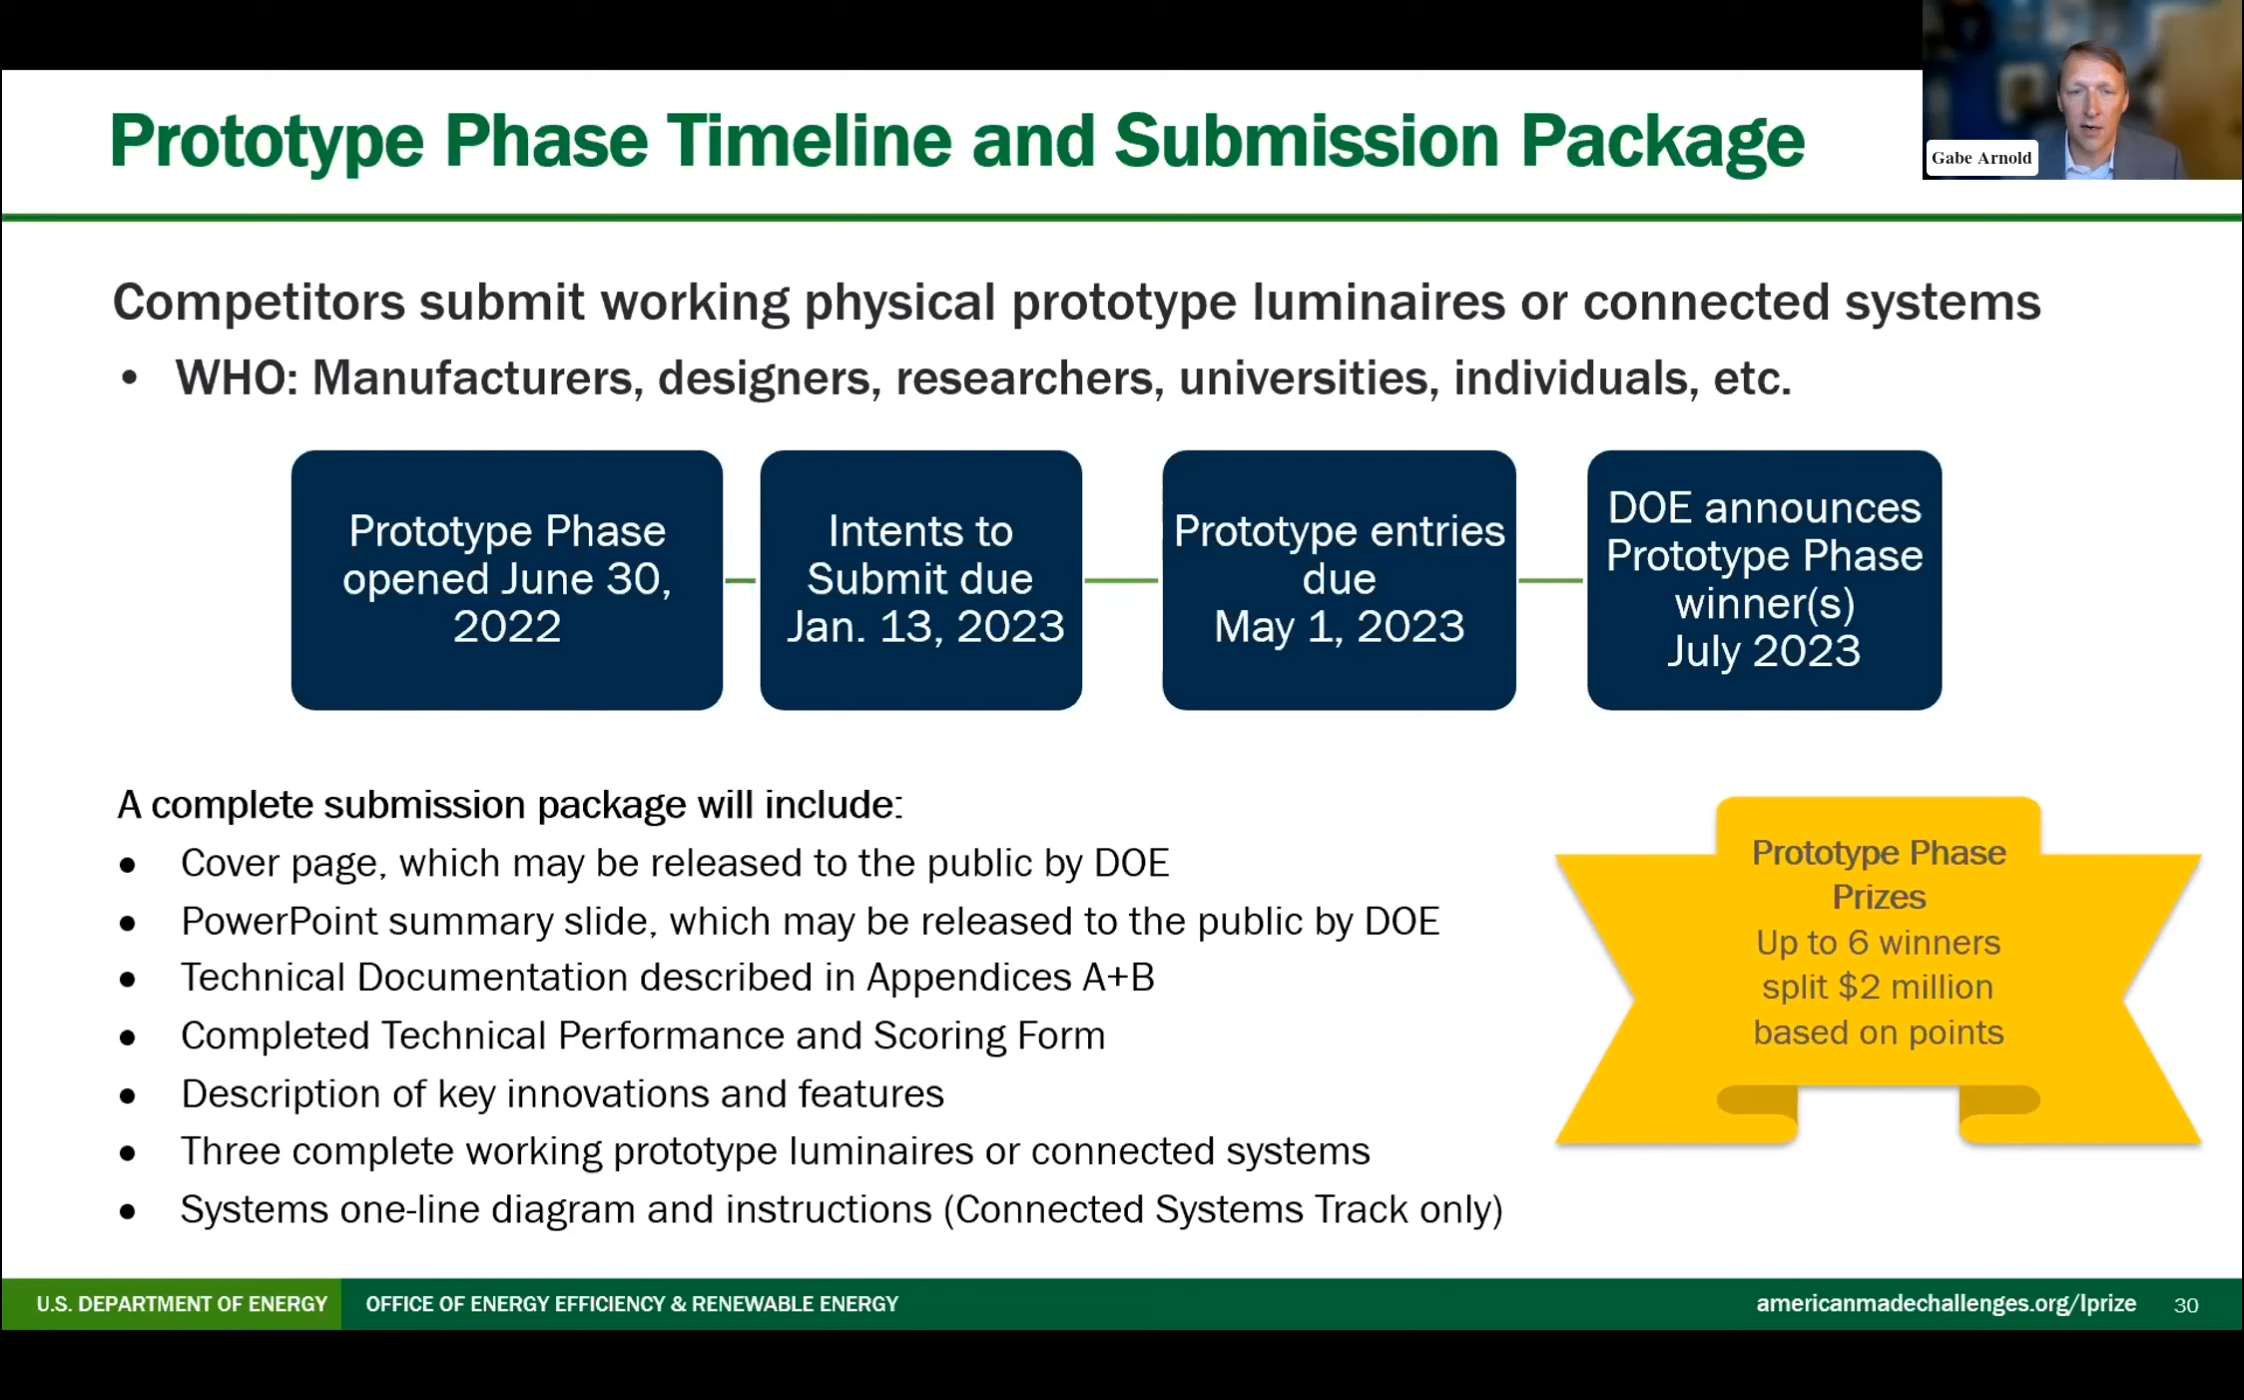 Prototype Phase Timeline and Submission Package
Gabe Arnold
Competitors submit working physical prototype luminaires or connected systems
• WHO: Manufacturers, designers, researchers, universities, individuals, etc.
Prototype Phase
opened June 30,
2022
Intents to
Submit due
Jan. 13, 2023
Prototype entries
due
May 1, 2023
DOE announces
Prototype Phase
winner(s)
July 2023
A complete submission package will include:
• Cover page, which may be released to the public by DOE
• PowerPoint summary slide, which may be released to the public by DOE
• Technical Documentation described in Appendices A+B
• Completed Technical Performance and Scoring Form
• Description of key innovations and features
• Three complete working prototype luminaires or connected systems
• Systems one-line diagram and instructions (Connected Systems Track only)
Prototype Phase
Prizes
Up to 6 winners
split $2 million
based on points
U.S. DEPARTMENT OF ENERGY OFFICE OF ENERGY EFFICIENCY & RENEWABLE ENERGY
americanmadechallenges.org/lprize 30